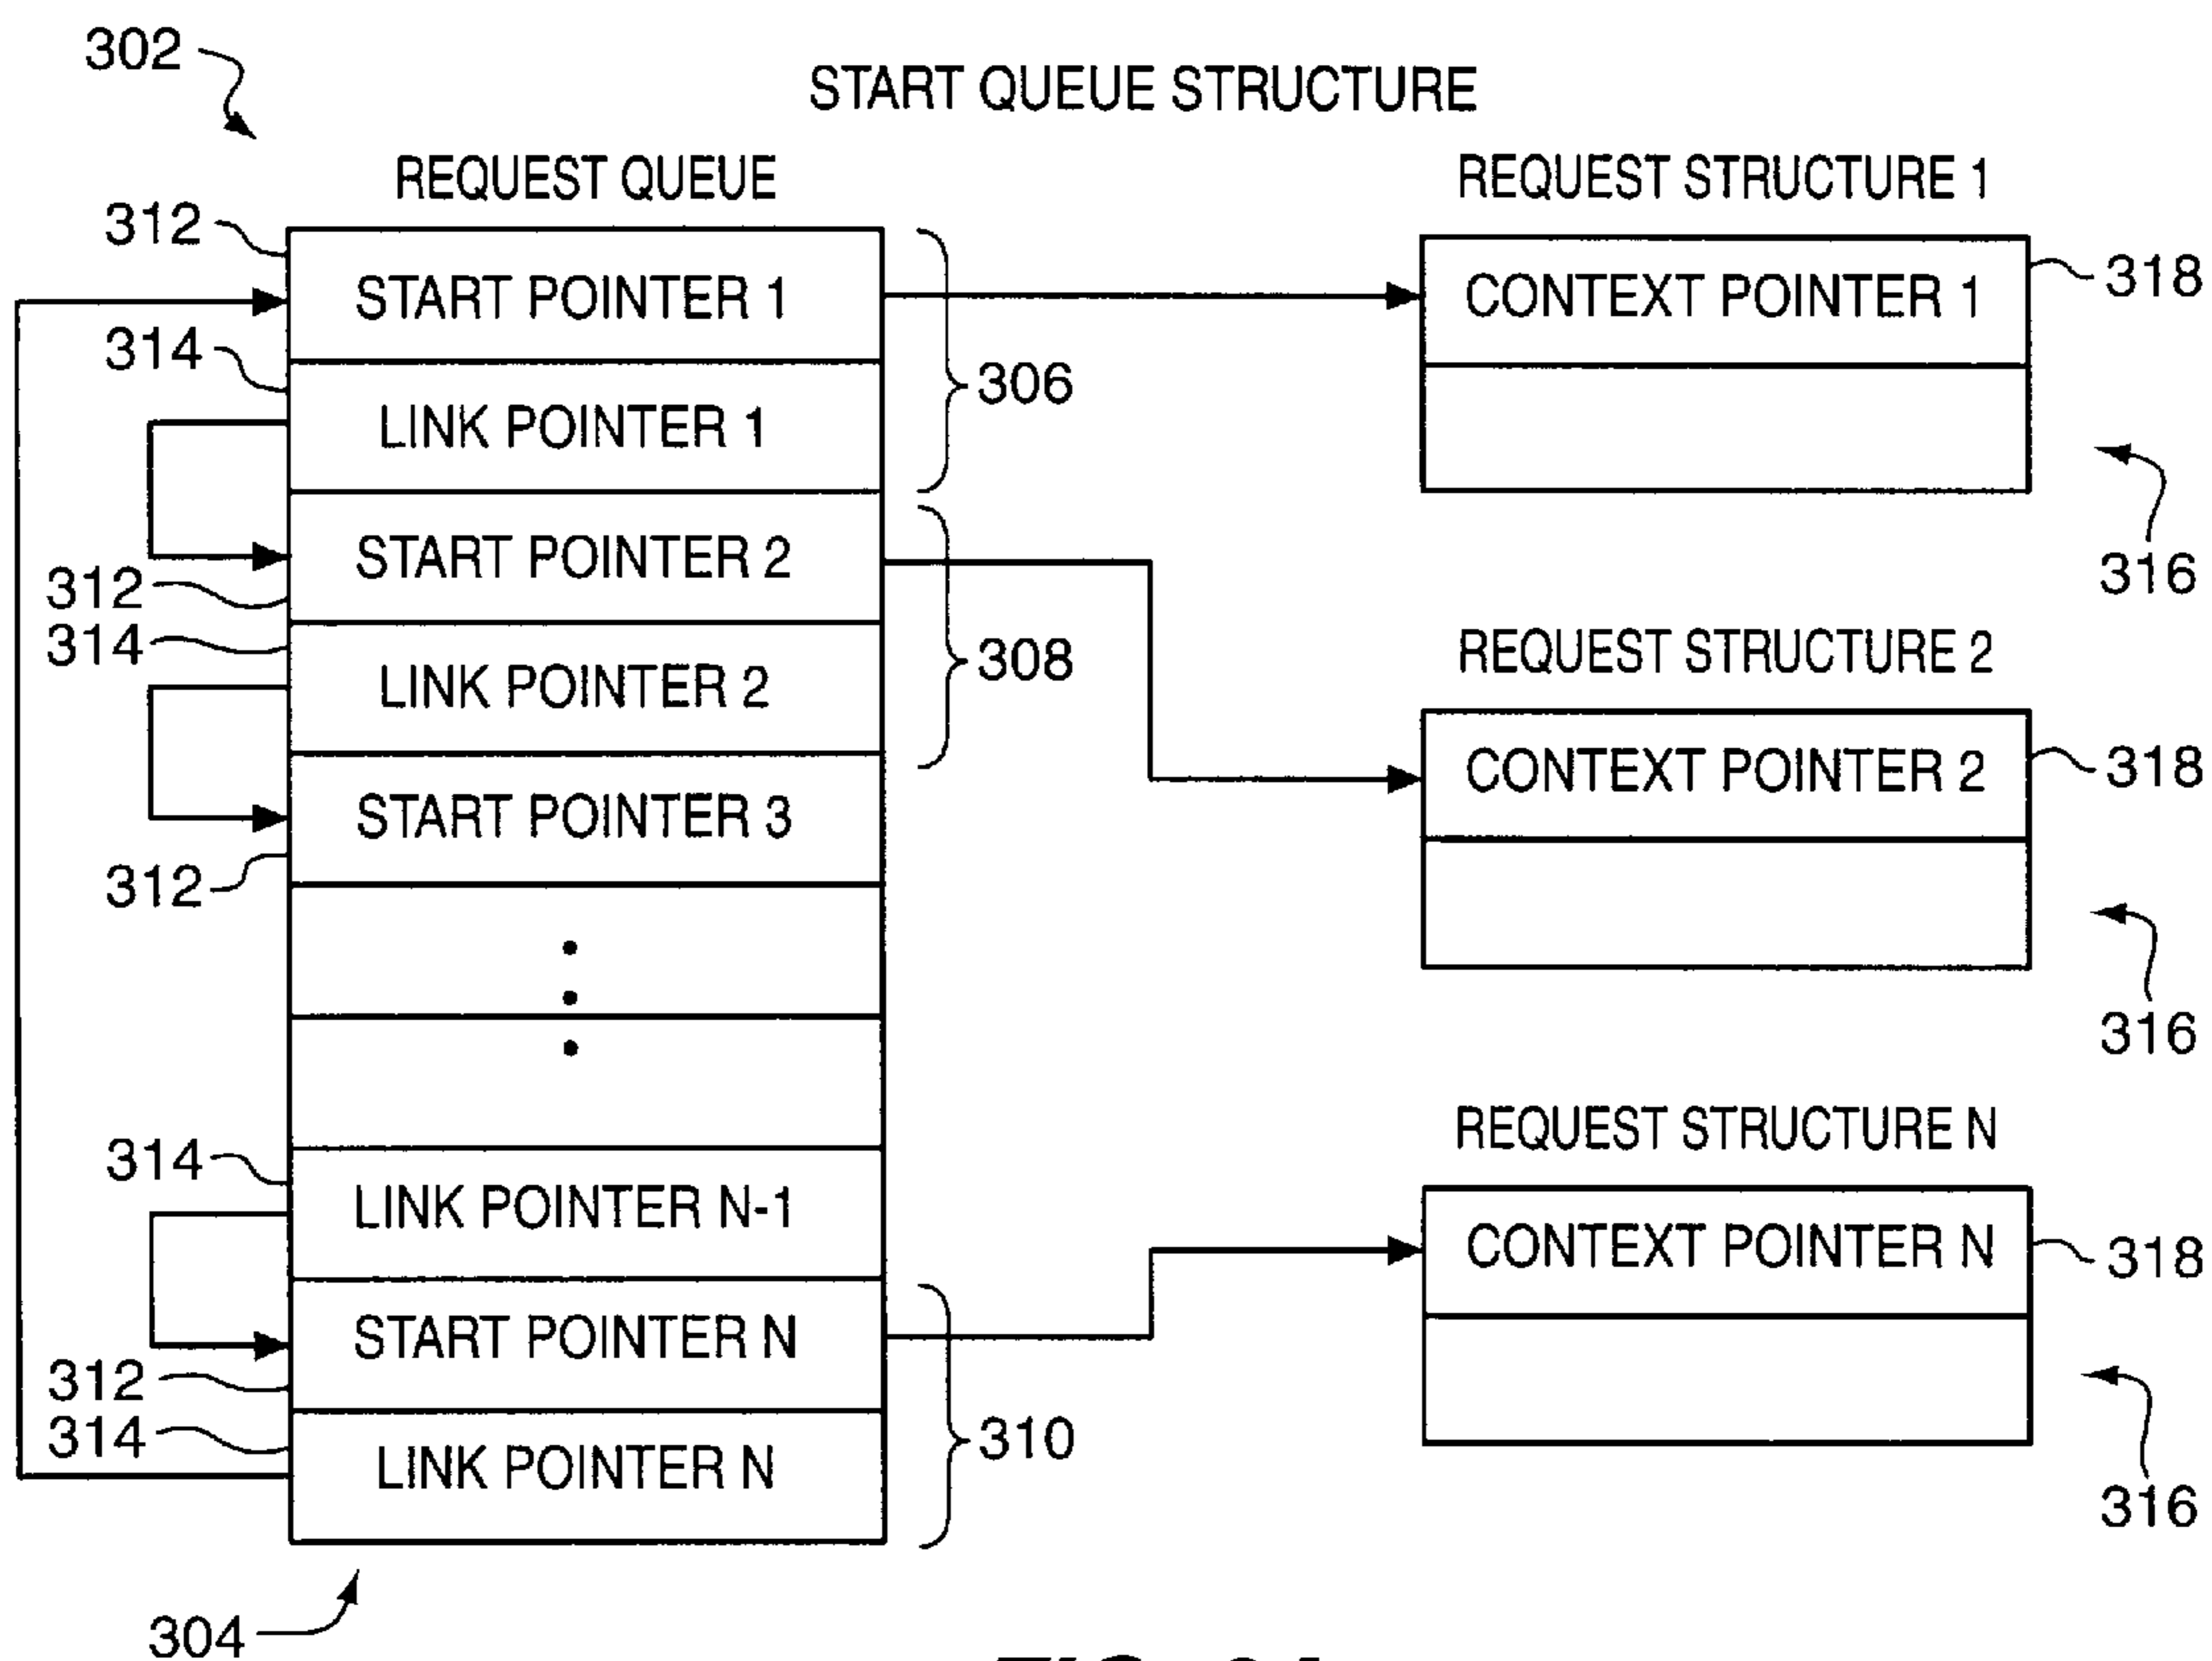 302
START QUEUE STRUCTURE
REQUEST QUEUE
REQUEST STRUCTURE 1
312
START POINTER 1
CONTEXT POINTER 1
318
314
306
LINK POINTER 1
316
START POINTER 2
312
314
308
REQUEST STRUCTURE 2
LINK POINTER 2
CONTEXT POINTER 2
318
START POINTER 3
312
316
REQUEST STRUCTURE N
314
LINK POINTER N-1
CONTEXT POINTER N
318
START POINTER N
312
314
310
LINK POINTER N
316
304